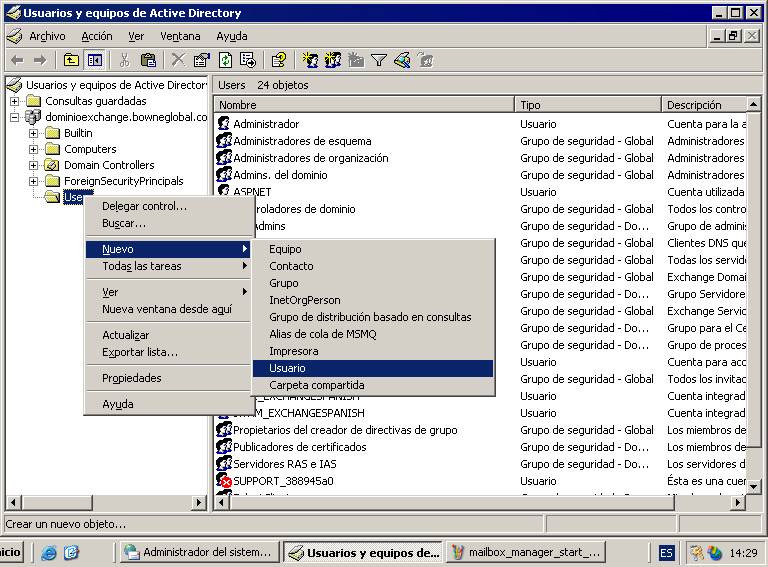 Usuarios y equipos de Active Directory
Archivo Acción Ver Ventana Ayuda
Usuarios y equipos de Active Director
Consultas guardadas
dominioexchange.bowneglobal.co
Builtin
Computers
Domain Controllers
ForeignSecurityPrincipals
Users
Users 24 objetos
Nombre Tipo Descripción
Administrador Usuario Cuenta para la a
Administradores de esquema Grupo de seguridad - Global Administradores
Administradores de organización Grupo de seguridad - Global Administradores
Admins. del dominio Grupo de seguridad - Global Administradores
ASPNET Usuario Cuenta utilizada
roladores de dominio Grupo de seguridad - Global Todos los contro
Admins Grupo de seguridad - Do... Grupo de admini
Grupo de seguridad - Global Clientes DNS que
Grupo de seguridad - Global Todos los servid
Grupo de seguridad - Global Exchange Domai
Grupo de seguridad - Do... Grupo Servidore
Grupo de seguridad - Global Exchange Servic
Grupo de seguridad - Do... Grupo para el Ce
Grupo de seguridad - Do... Grupo de proces
Usuario Cuenta para acc
Grupo de seguridad - Global Todos los invitac
_EXCHANGESPANISH Usuario Cuenta integrad
M_EXCHANGESPANISH Usuario Cuenta integrad
Propietarios del creador de directivas de grupo Grupo de seguridad - Global Los miembros de
Publicadores de certificados Grupo de seguridad - Do... Los miembros de
Servidores RAS e IAS Grupo de seguridad - Do... Los servidores d
SUPPORT_388945a0 Usuario Ésta es una cuer
Delegar control...
Buscar...
Nuevo
Todas las tareas
Ver
Nueva ventana desde aquí
Actualizar
Exportar lista...
Propiedades
Ayuda
Equipo
Contacto
Grupo
InetOrgPerson
Grupo de distribución basado en consultas
Alias de cola de MSMQ
Impresora
Usuario
Carpeta compartida
Crear un nuevo objeto...
icio Administrador del sistem... Usuarios y equipos de... mailbox_manager_start_... ES 14:29